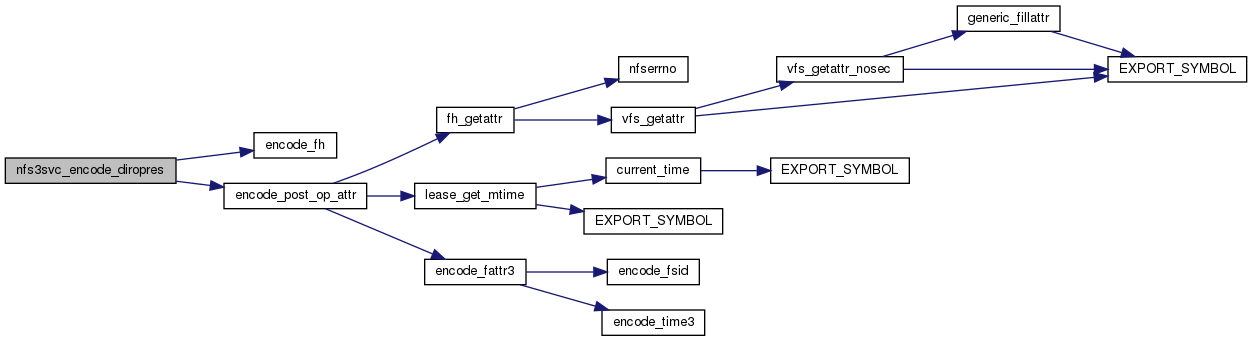 generic_fillattr
nfserrno
vfs_getattr_nosec
EXPORT_SYMBOL
fh_getattr
vfs_getattr
encode_fh
nfs3svc_encode_diropres
current_time
EXPORT_SYMBOL
encode_post_op_attr
lease_get_mtime
EXPORT_SYMBOL
encode_fattr3
encode_fsid
encode_time3